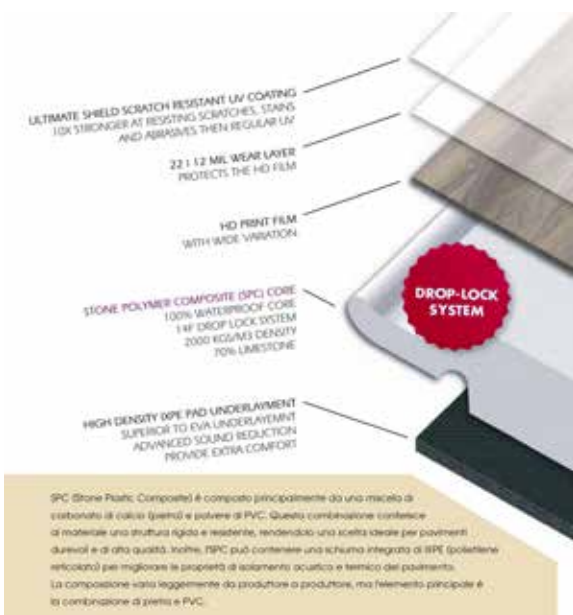 ULTIMATE SHIELD SCRATCH RESISTANT UV COATING
10X STRONGER AT RESISTING SCRATCHES, STAINS
AND ABRASIVES THEN REGULAR UV
22 I 12 MIL WEAR LAYER
PROTECTS THE HD FILM
HD PRINT FILM
WITH WIDE VARIATION
STONE POLYMER COMPOSITE (SPC) CORE
100% WATERPROOF CORE
14F DROP LOCK SYSTEM
2000 KGS/M3 DENSITY
70% LIMESTONE
DROP-LOCK
SYSTEM
HIGH DENSITY IXPE PAD UNDERLAYMENT
SUPERIOR TO EVA UNDERLAYEMNT
ADVANCED SOUND REDUCTION
PROVIDE EXTRA COMFORT
SPC (Stone Plastic Composite) è composto principalmente da una miscela di
carbonato di calcio (pietra) e polvere di PVC. Questa combinazione conferisce
al materiale una struttura rigida e resistente, rendendolo una scelta ideale per pavimenti
durevoli e di alta qualità. Inoltre, l'SPC può contenere una schiuma integrata di IXPE (polietilene
reticolato) per migliorare le proprietà di isolamento acustico e termico del pavimento.
La composizione varia leggermente da produttore a produttore, ma l'elemento principale è
la combinazione di pietra e PVC.